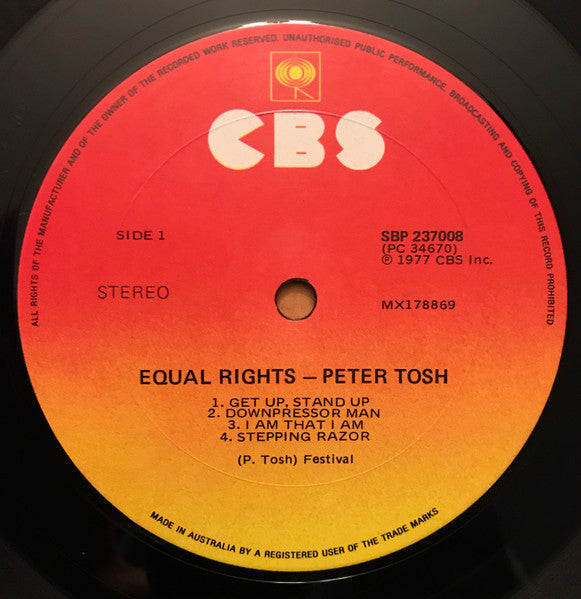 ALL RIGHTS OF THE MANUFACTURER AND OF THE OWNER OF THE RECORDED WORK RESERVED. UNAUTHORISED PUBLIC PERFORMANCE, BROADCASTING AND COPYING OF THIS RECORD PROHIBITED
CBS
SIDE 1
SBP 237008
(PC 34670)
℗ 1977 CBS Inc.
STEREO
MX178869
EQUAL RIGHTS – PETER TOSH
1. GET UP, STAND UP
2. DOWNPRESSOR MAN
3. I AM THAT I AM
4. STEPPING RAZOR
(P. Tosh) Festival
MADE IN AUSTRALIA BY A REGISTERED USER OF THE TRADE MARKS